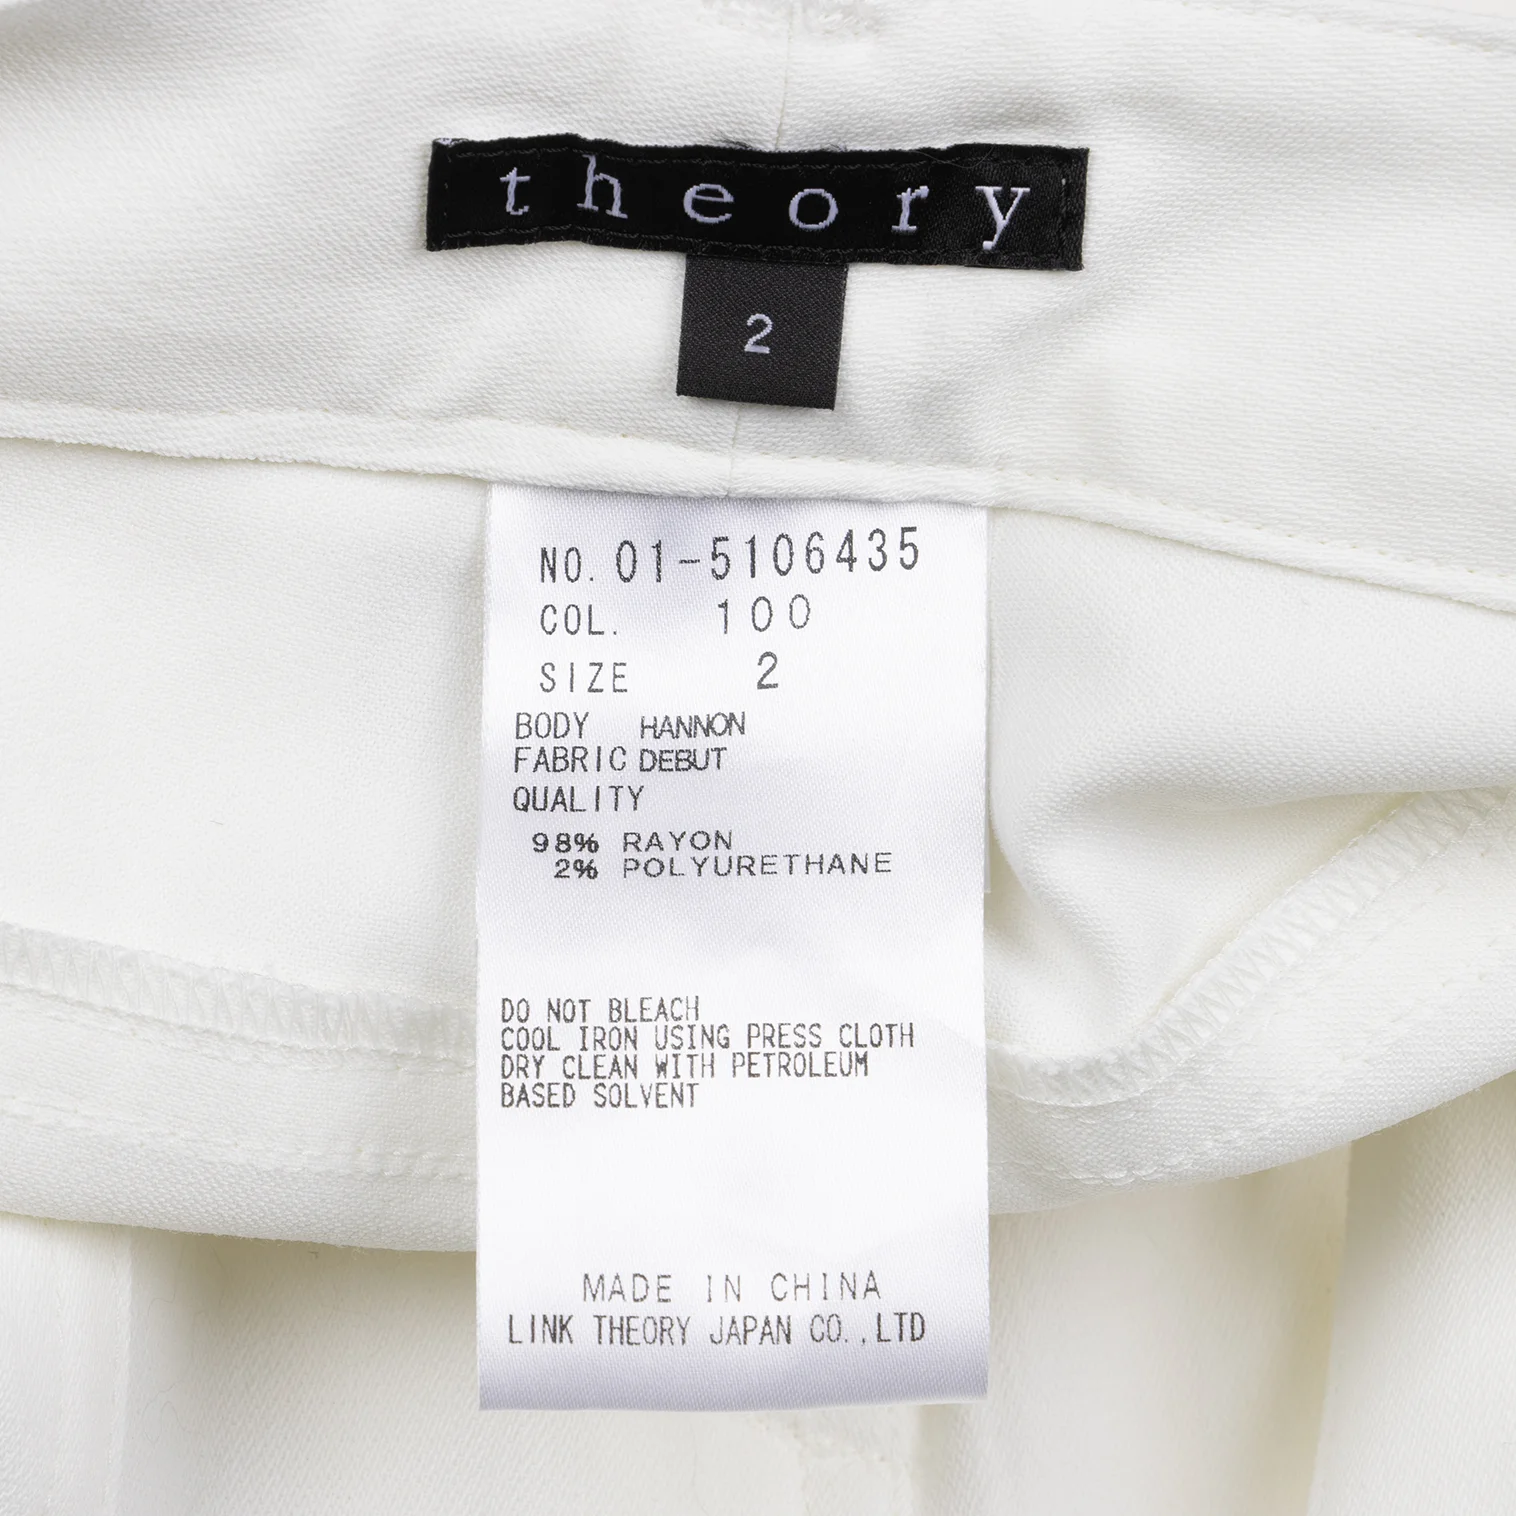 theory
2
NO. 01-5106435
COL. 100
SIZE 2
BODY HANNON
FABRIC DEBUT
QUALITY
98% RAYON
2% POLYURETHANE
DO NOT BLEACH
COOL IRON USING PRESS CLOTH
DRY CLEAN WITH PETROLEUM
BASED SOLVENT
MADE IN CHINA
LINK THEORY JAPAN CO.,LTD